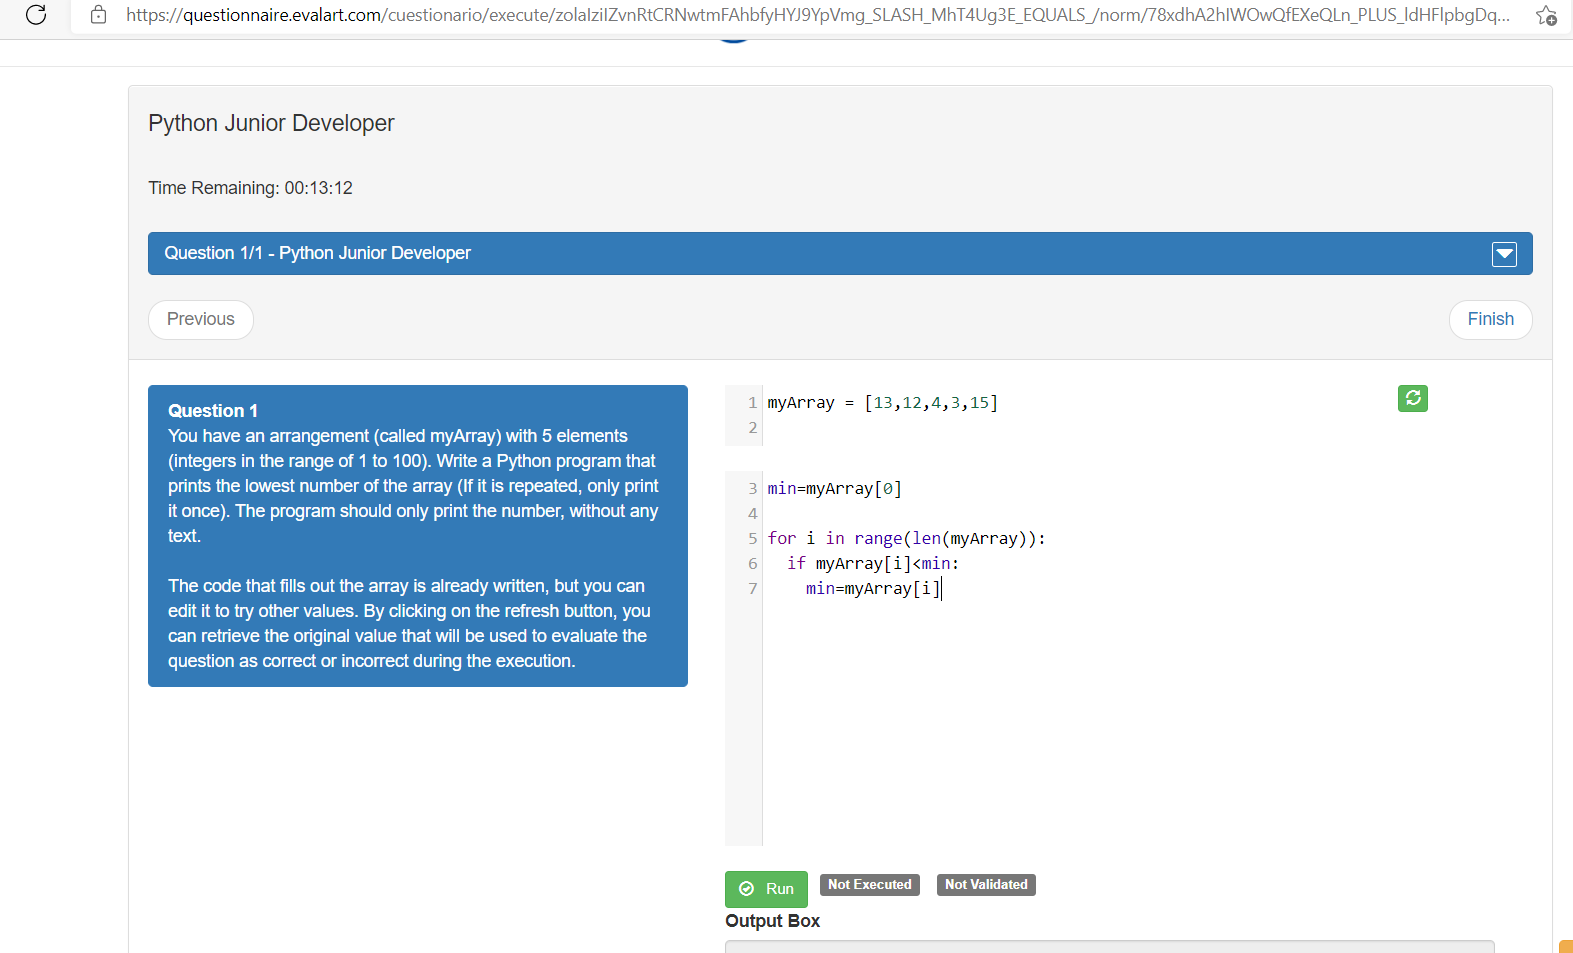 https://questionnaire.evalart.com/cuestionario/execute/zolaIziIZvnRtCRNwtmFAhbfyHYJ9YpVmg_SLASH_MhT4Ug3E_EQUALS_/norm/78xdhA2hIWOwQfEXeQLn_PLUS_ldHFlpbgDq...
Python Junior Developer
Time Remaining: 00:13:12
Question 1/1 - Python Junior Developer
Previous
Finish
Question 1
You have an arrangement (called myArray) with 5 elements
(integers in the range of 1 to 100). Write a Python program that
prints the lowest number of the array (If it is repeated, only print
it once). The program should only print the number, without any
text.
The code that fills out the array is already written, but you can
edit it to try other values. By clicking on the refresh button, you
can retrieve the original value that will be used to evaluate the
question as correct or incorrect during the execution.
1 myArray = [13,12,4,3,15]
2
3 min=myArray[0]
4
5 for i in range(len(myArray)):
6   if myArray[i]<min:
7     min=myArray[i]
Run
Not Executed
Not Validated
Output Box